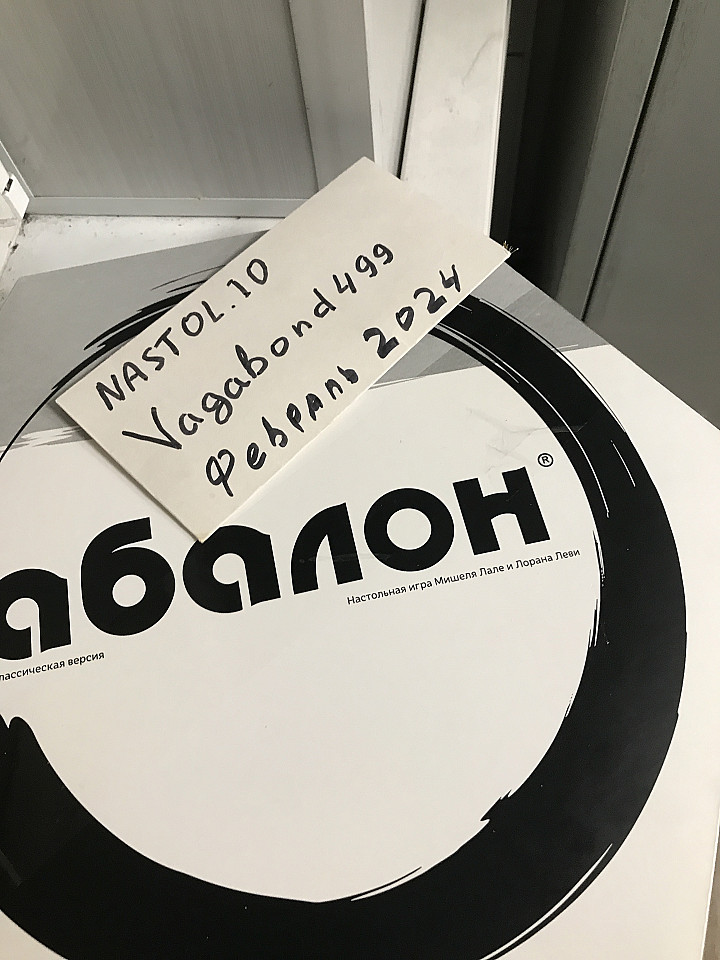 NASTOL.10
Vagabond499
Февраль 2024
абалон®
Настольная игра Мишеля Лале и Лорана Леви
лассическая версия